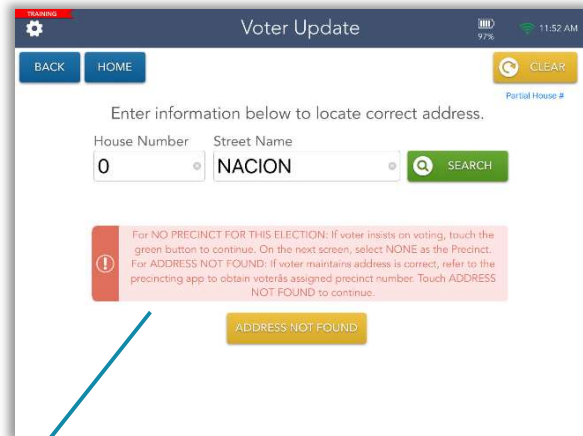 TRAINING
Voter Update
97%
11:52 AM
BACK
HOME
CLEAR
Partial House #
Enter information below to locate correct address.
House Number
Street Name
0
NACION
SEARCH
For NO PRECINCT FOR THIS ELECTION: If voter insists on voting, touch the
green button to continue. On the next screen, select NONE as the Precinct.
For ADDRESS NOT FOUND: If voter maintains address is correct, refer to the
precincting app to obtain voterãs assigned precinct number. Touch ADDRESS
NOT FOUND to continue.
ADDRESS NOT FOUND